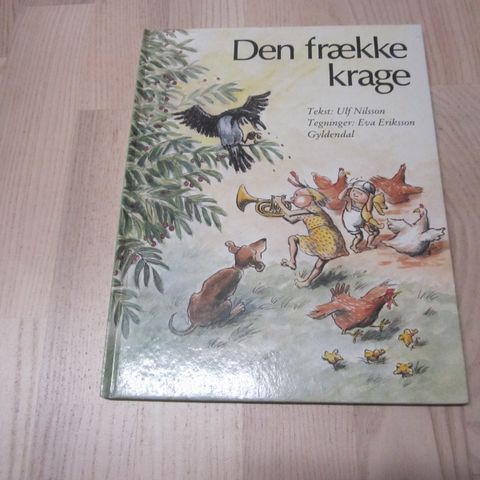 Den frække
krage
Tekst: Ulf Nilsson
Tegninger: Eva Eriksson
Gyldendal